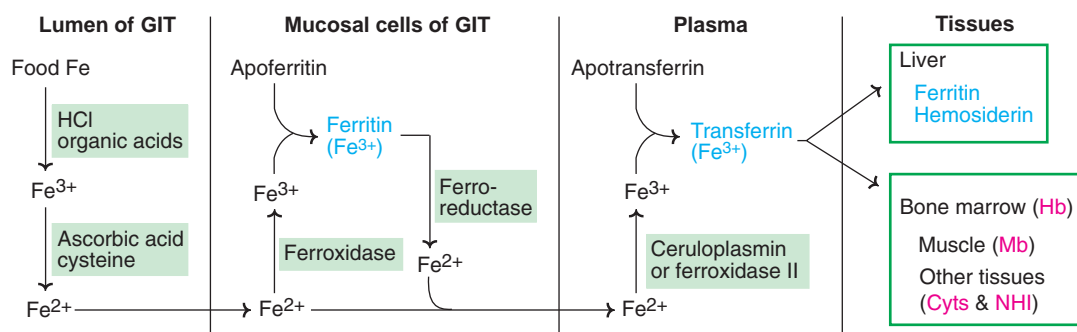 Lumen of GIT
Food Fe
HCl
organic acids
Fe3+
Ascorbic acid
cysteine
Fe2+
Mucosal cells of GIT
Apoferritin
Ferritin
(Fe3+)
Fe3+
Ferro-
reductase
Ferroxidase
Fe2+
Fe2+
Plasma
Apotransferrin
Transferrin
(Fe3+)
Fe3+
Ceruloplasmin
or ferroxidase II
Fe2+
Tissues
Liver
Ferritin
Hemosiderin
Bone marrow (Hb)
Muscle (Mb)
Other tissues
(Cyts & NHI)